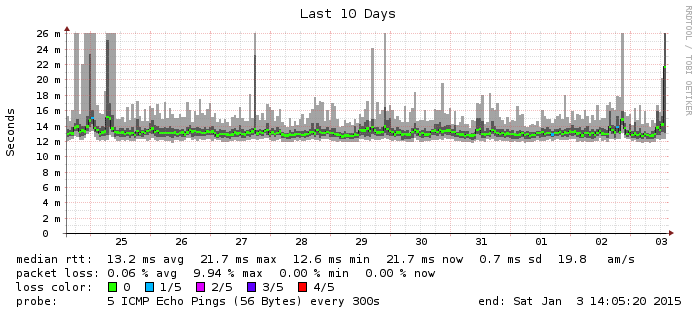 Last 10 Days
RRDTOOL / TOBI OETIKER
Seconds
26 m
24 m
22 m
20 m
18 m
16 m
14 m
12 m
10 m
8 m
6 m
4 m
2 m
0
25 26 27 28 29 30 31 01 02 03
median rtt: 13.2 ms avg 21.7 ms max 12.6 ms min 21.7 ms now 0.7 ms sd 19.8 am/s
packet loss: 0.06 % avg 9.94 % max 0.00 % min 0.00 % now
loss color: 0 1/5 2/5 3/5 4/5
probe: 5 ICMP Echo Pings (56 Bytes) every 300s end: Sat Jan 3 14:05:20 2015